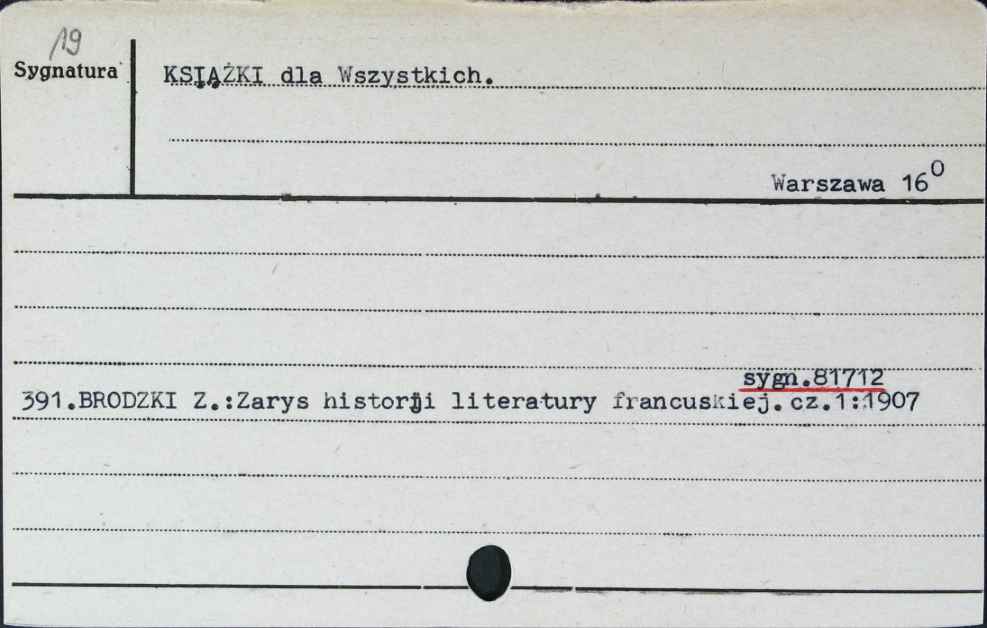 19
Sygnatura
KSIĄŻKI dla Wszystkich.
Warszawa 16⁰
sygn.81712
391.BRODZKI Z.:Zarys historji literatury francuskiej.cz.1:1907